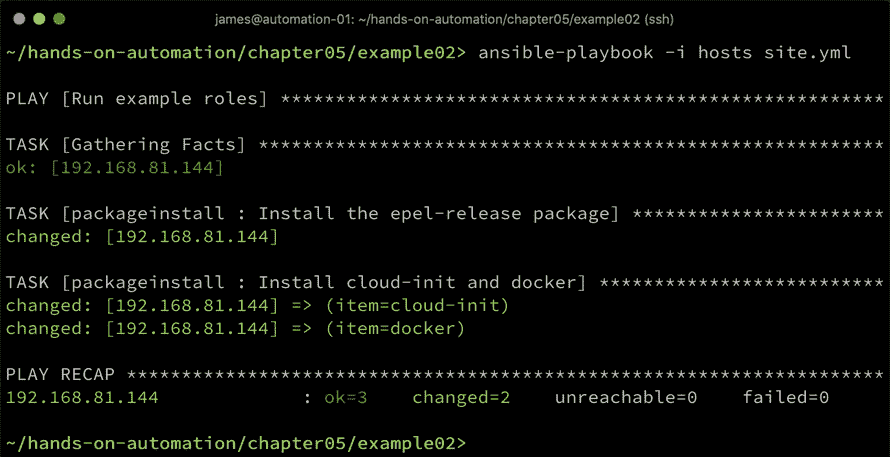 james@automation-01: ~/hands-on-automation/chapter05/example02 (ssh)
~/hands-on-automation/chapter05/example02> ansible-playbook -i hosts site.yml
PLAY [Run example roles] *******************************************************
TASK [Gathering Facts] *********************************************************
ok: [192.168.81.144]
TASK [packageinstall : Install the epel-release package] ***********************
changed: [192.168.81.144]
TASK [packageinstall : Install cloud-init and docker] **************************
changed: [192.168.81.144] => (item=cloud-init)
changed: [192.168.81.144] => (item=docker)
PLAY RECAP *********************************************************************
192.168.81.144             : ok=3    changed=2    unreachable=0    failed=0
~/hands-on-automation/chapter05/example02>